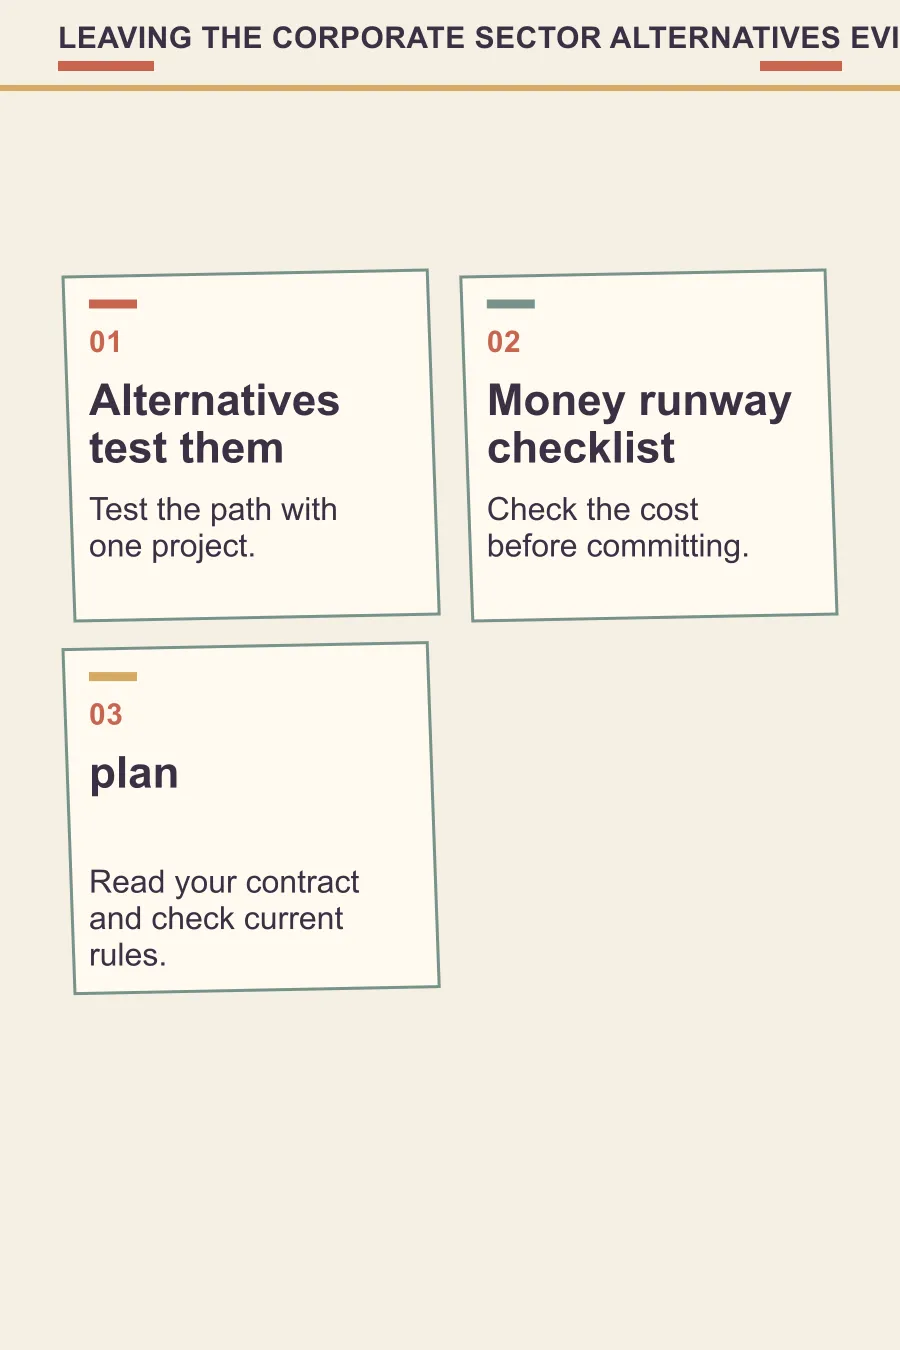 LEAVING THE CORPORATE SECTOR ALTERNATIVES EVI
01
Alternatives
test them
Test the path with
one project.
02
Money runway
checklist
Check the cost
before committing.
03
plan
Read your contract
and check current
rules.